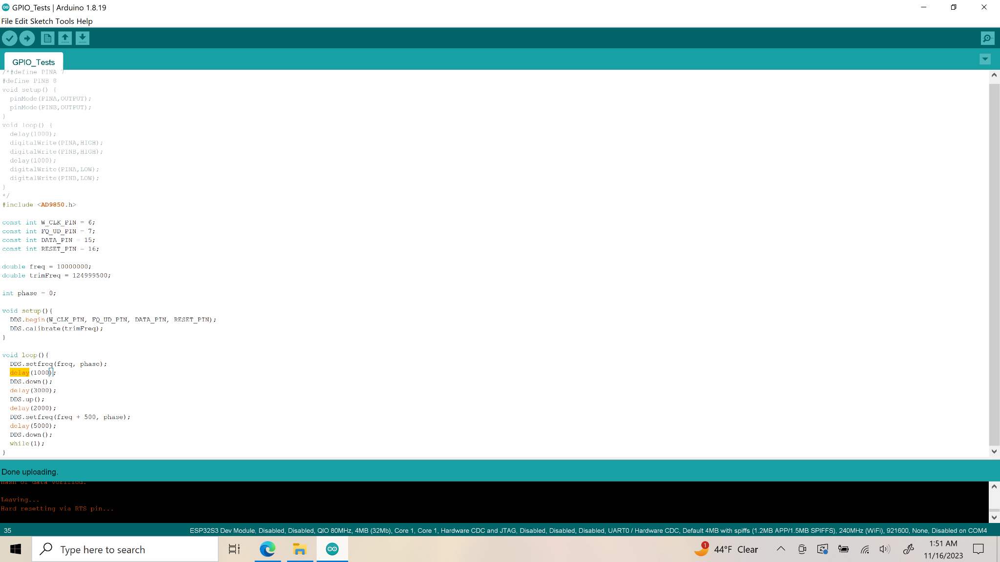 GPIO_Tests | Arduino 1.8.19
File Edit Sketch Tools Help
GPIO_Tests
/*#define PINA 7
#define PINB 8
void setup() {
  pinMode(PINA,OUTPUT);
  pinMode(PINB,OUTPUT);
}
void loop() {
  delay(1000);
  digitalWrite(PINA,HIGH);
  digitalWrite(PINB,HIGH);
  delay(1000);
  digitalWrite(PINA,LOW);
  digitalWrite(PINB,LOW);
}
*/
#include <AD9850.h>
const int W_CLK_PIN = 6;
const int FQ_UD_PIN = 7;
const int DATA_PIN = 15;
const int RESET_PIN = 16;
double freq = 10000000;
double trimFreq = 124999500;
int phase = 0;
void setup(){
  DDS.begin(W_CLK_PIN, FQ_UD_PIN, DATA_PIN, RESET_PIN);
  DDS.calibrate(trimFreq);
}
void loop(){
  DDS.setfreq(freq, phase);
  delay(1000);
  DDS.down();
  delay(3000);
  DDS.up();
  delay(2000);
  DDS.setfreq(freq + 500, phase);
  delay(5000);
  DDS.down();
  while(1);
}
Done uploading.
Hash of data verified.
Leaving...
Hard resetting via RTS pin...
35 ESP32S3 Dev Module, Disabled, Disabled, QIO 80MHz, 4MB (32Mb), Core 1, Core 1, Hardware CDC and JTAG, Disabled, Disabled, Disabled, UART0 / Hardware CDC, Default 4MB with spiffs (1.2MB APP/1.5MB SPIFFS), 240MHz (WiFi), 921600, None, Disabled on COM4
Type here to search
1 44°F Clear
1:51 AM
11/16/2023